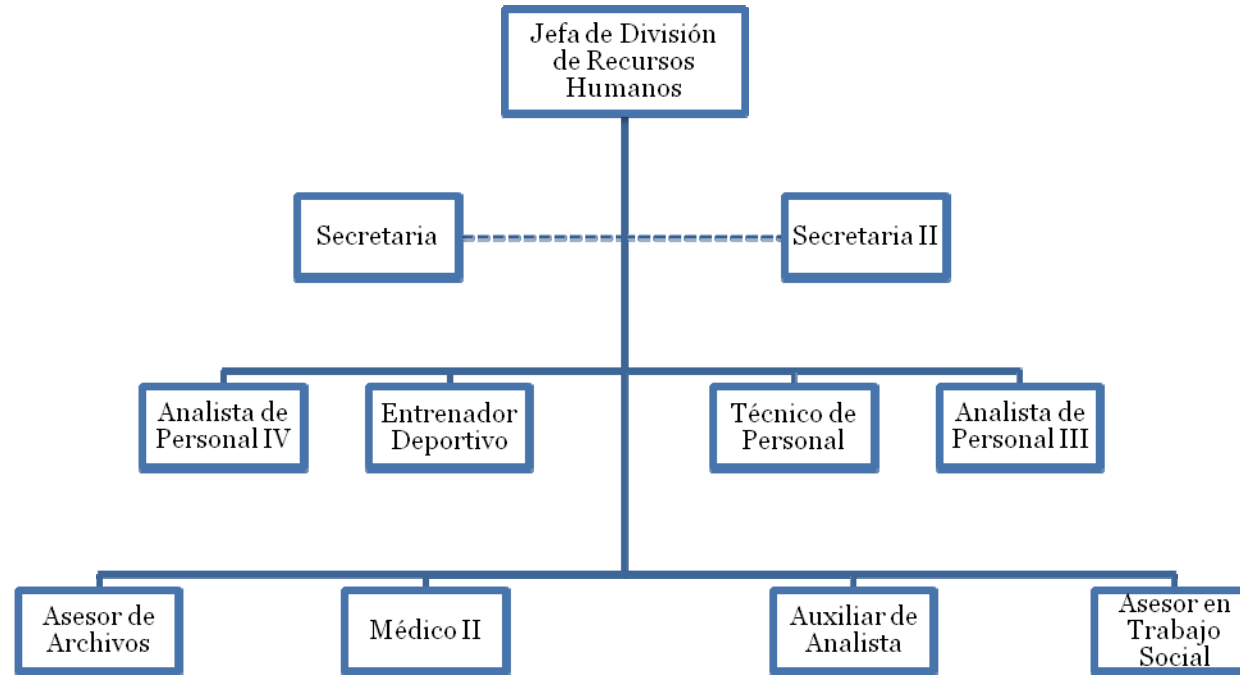 Jefa de División
de Recursos
Humanos
Secretaria
Secretaria II
Analista de
Personal IV
Entrenador
Deportivo
Técnico de
Personal
Analista de
Personal III
Asesor de
Archivos
Médico II
Auxiliar de
Analista
Asesor en
Trabajo
Social